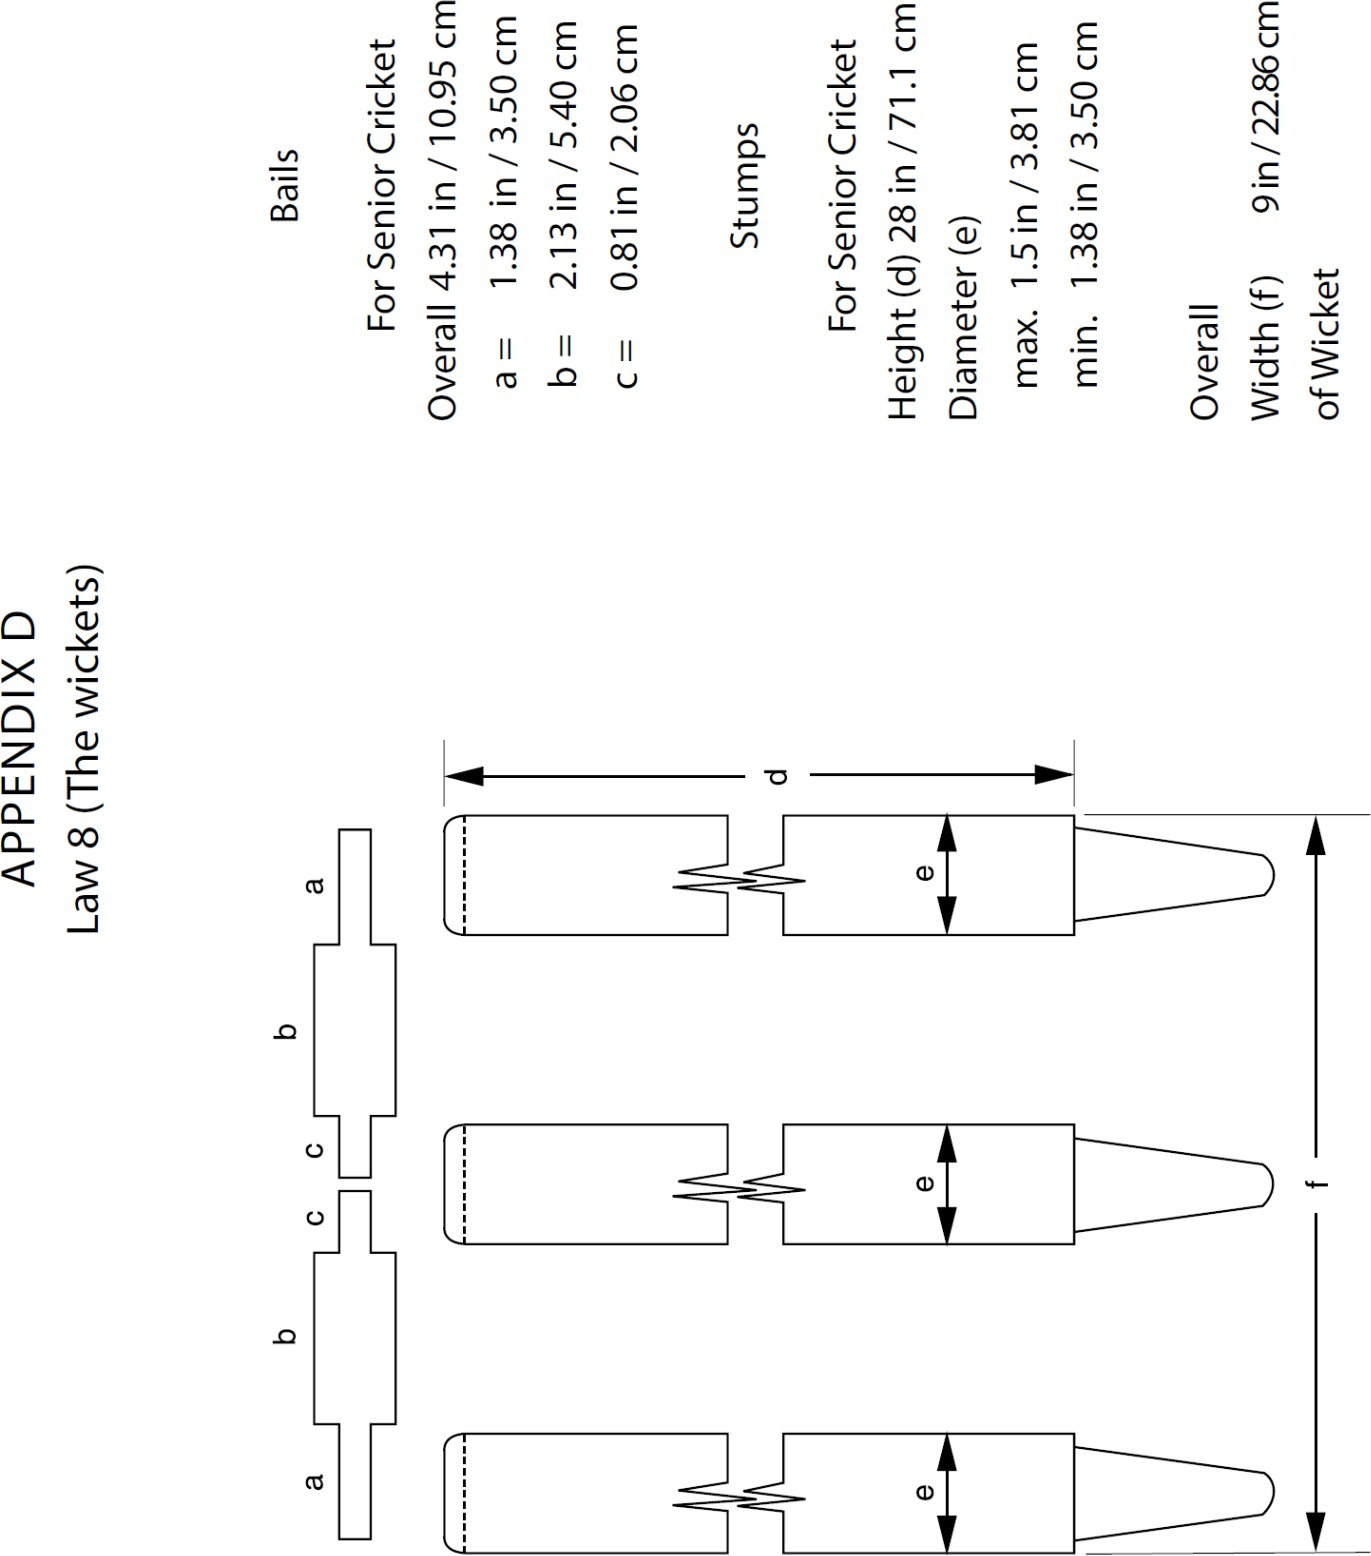 APPENDIX D
Law 8 (The wickets)
Bails
For Senior Cricket
Overall 4.31 in / 10.95 cm
a = 1.38 in / 3.50 cm
b = 2.13 in / 5.40 cm
c = 0.81 in / 2.06 cm
Stumps
For Senior Cricket
Height (d) 28 in / 71.1 cm
Diameter (e)
max. 1.5 in / 3.81 cm
min. 1.38 in / 3.50 cm
Overall
Width (f) 9 in / 22.86 cm
of Wicket
a
b
c
c
b
a
d
e
e
e
f